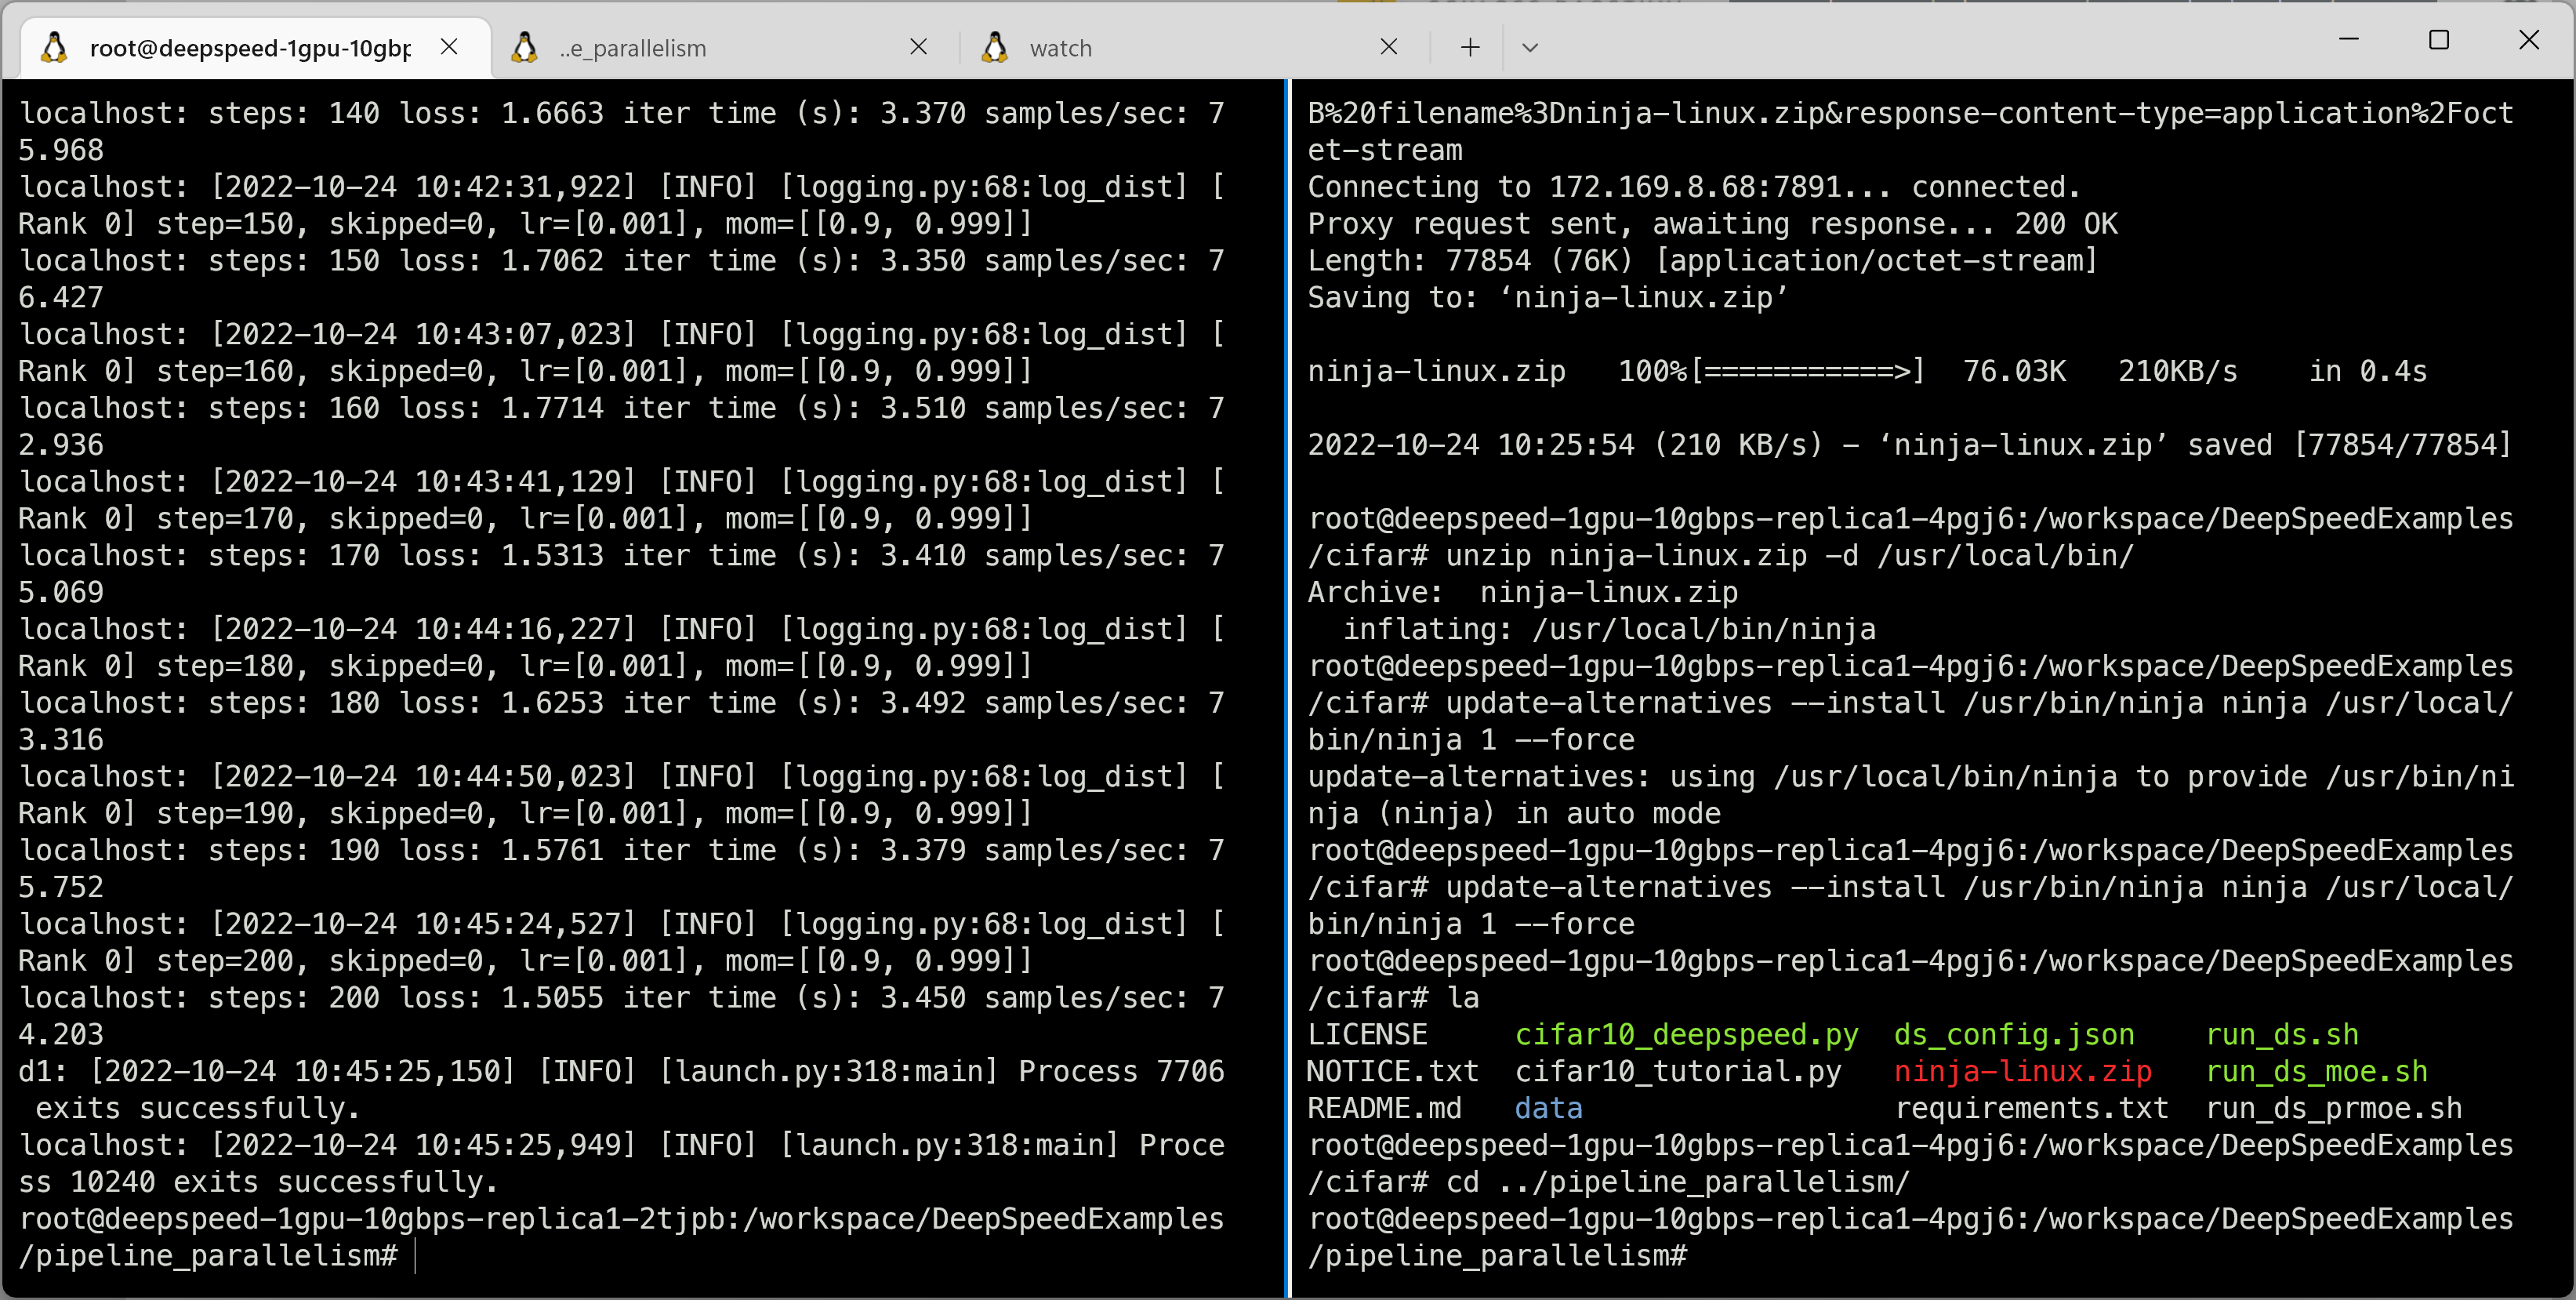 root@deepspeed-1gpu-10gbp
..e_parallelism
watch
localhost: steps: 140 loss: 1.6663 iter time (s): 3.370 samples/sec: 7
5.968
localhost: [2022-10-24 10:42:31,922] [INFO] [logging.py:68:log_dist] [
Rank 0] step=150, skipped=0, lr=[0.001], mom=[[0.9, 0.999]]
localhost: steps: 150 loss: 1.7062 iter time (s): 3.350 samples/sec: 7
6.427
localhost: [2022-10-24 10:43:07,023] [INFO] [logging.py:68:log_dist] [
Rank 0] step=160, skipped=0, lr=[0.001], mom=[[0.9, 0.999]]
localhost: steps: 160 loss: 1.7714 iter time (s): 3.510 samples/sec: 7
2.936
localhost: [2022-10-24 10:43:41,129] [INFO] [logging.py:68:log_dist] [
Rank 0] step=170, skipped=0, lr=[0.001], mom=[[0.9, 0.999]]
localhost: steps: 170 loss: 1.5313 iter time (s): 3.410 samples/sec: 7
5.069
localhost: [2022-10-24 10:44:16,227] [INFO] [logging.py:68:log_dist] [
Rank 0] step=180, skipped=0, lr=[0.001], mom=[[0.9, 0.999]]
localhost: steps: 180 loss: 1.6253 iter time (s): 3.492 samples/sec: 7
3.316
localhost: [2022-10-24 10:44:50,023] [INFO] [logging.py:68:log_dist] [
Rank 0] step=190, skipped=0, lr=[0.001], mom=[[0.9, 0.999]]
localhost: steps: 190 loss: 1.5761 iter time (s): 3.379 samples/sec: 7
5.752
localhost: [2022-10-24 10:45:24,527] [INFO] [logging.py:68:log_dist] [
Rank 0] step=200, skipped=0, lr=[0.001], mom=[[0.9, 0.999]]
localhost: steps: 200 loss: 1.5055 iter time (s): 3.450 samples/sec: 7
4.203
d1: [2022-10-24 10:45:25,150] [INFO] [launch.py:318:main] Process 7706
 exits successfully.
localhost: [2022-10-24 10:45:25,949] [INFO] [launch.py:318:main] Proce
ss 10240 exits successfully.
root@deepspeed-1gpu-10gbps-replica1-2tjpb:/workspace/DeepSpeedExamples
/pipeline_parallelism#
B%20filename%3Dninja-linux.zip&response-content-type=application%2Foct
et-stream
Connecting to 172.169.8.68:7891... connected.
Proxy request sent, awaiting response... 200 OK
Length: 77854 (76K) [application/octet-stream]
Saving to: ‘ninja-linux.zip’
ninja-linux.zip   100%[===========>]  76.03K   210KB/s    in 0.4s
2022-10-24 10:25:54 (210 KB/s) - ‘ninja-linux.zip’ saved [77854/77854]
root@deepspeed-1gpu-10gbps-replica1-4pgj6:/workspace/DeepSpeedExamples
/cifar# unzip ninja-linux.zip -d /usr/local/bin/
Archive:  ninja-linux.zip
  inflating: /usr/local/bin/ninja
root@deepspeed-1gpu-10gbps-replica1-4pgj6:/workspace/DeepSpeedExamples
/cifar# update-alternatives --install /usr/bin/ninja ninja /usr/local/
bin/ninja 1 --force
update-alternatives: using /usr/local/bin/ninja to provide /usr/bin/ni
nja (ninja) in auto mode
root@deepspeed-1gpu-10gbps-replica1-4pgj6:/workspace/DeepSpeedExamples
/cifar# update-alternatives --install /usr/bin/ninja ninja /usr/local/
bin/ninja 1 --force
root@deepspeed-1gpu-10gbps-replica1-4pgj6:/workspace/DeepSpeedExamples
/cifar# la
LICENSE     cifar10_deepspeed.py  ds_config.json    run_ds.sh
NOTICE.txt  cifar10_tutorial.py   ninja-linux.zip   run_ds_moe.sh
README.md   data                  requirements.txt  run_ds_prmoe.sh
root@deepspeed-1gpu-10gbps-replica1-4pgj6:/workspace/DeepSpeedExamples
/cifar# cd ../pipeline_parallelism/
root@deepspeed-1gpu-10gbps-replica1-4pgj6:/workspace/DeepSpeedExamples
/pipeline_parallelism#